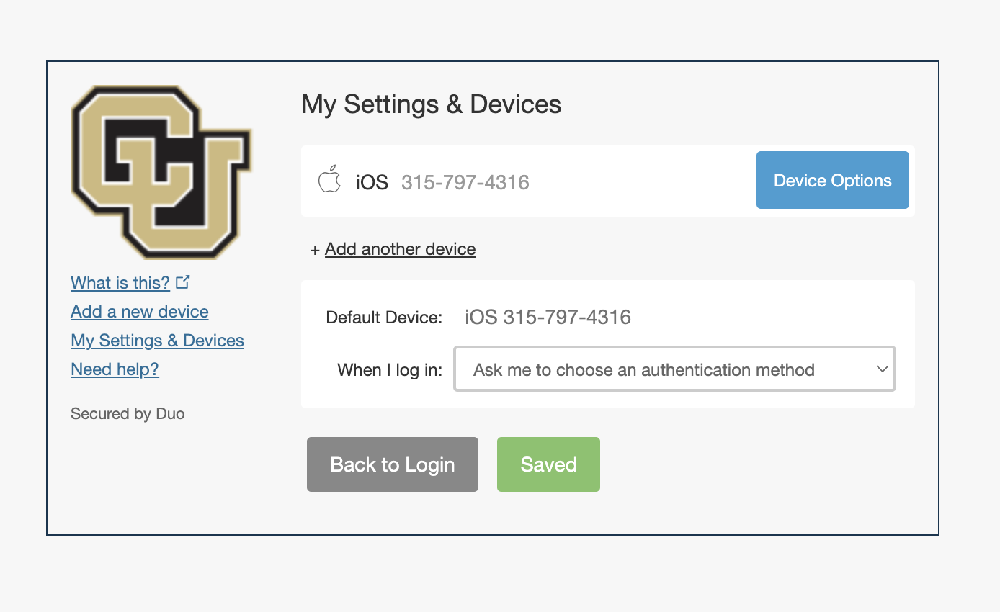 CU
My Settings & Devices
iOS 315-797-4316
Device Options
+ Add another device
What is this?
Add a new device
My Settings & Devices
Need help?
Secured by Duo
Default Device: iOS 315-797-4316
When I log in: Ask me to choose an authentication method
Back to Login
Saved